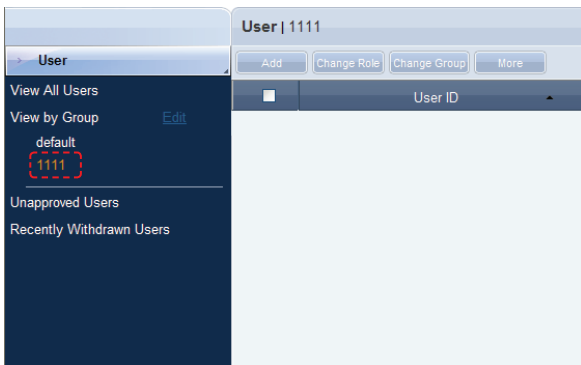 User | 1111
User
Add Change Role Change Group More
View All Users
User ID
View by Group Edit
default
1111
Unapproved Users
Recently Withdrawn Users